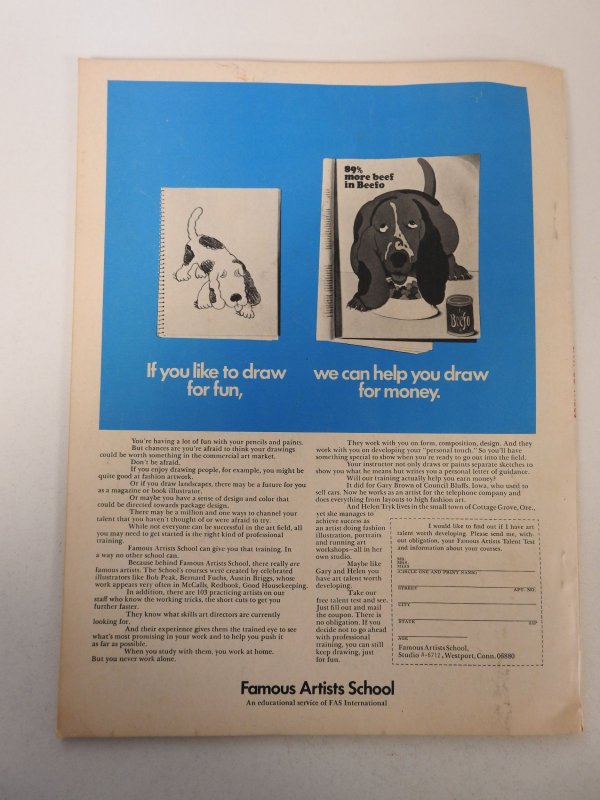 89%
more beef
in Beefo
Beefo
If you like to draw
for fun,
we can help you draw
for money.
You're having a lot of fun with your pencils and paints.
But chances are you're afraid to think your drawings
could be worth something in the commercial art market.
Don't be afraid.
If you enjoy drawing people, for example, you might be
quite good at fashion artwork.
Or if you draw landscapes, there may be a future for you
as a magazine or book illustrator.
Or maybe you have a sense of design and color that
could be directed towards package design.
There may be a million and one ways to channel your
talent that you haven't thought of or were afraid to try.
While not everyone can be successful in the art field, all
you may need to get started is the right kind of professional
training.
Famous Artists School can give you that training. In
a way no other school can.
Because behind Famous Artists School, there really are
famous artists. The School's courses were created by celebrated
illustrators like Bob Peak, Bernard Fuchs, Austin Briggs, whose
work appears very often in McCalls, Redbook, Good Housekeeping.
In addition, there are 103 practicing artists on our
staff who know the working tricks, the short cuts to get you
further faster.
They know what skills art directors are currently
looking for.
And their experience gives them the trained eye to see
what's most promising in your work and to help you push it
as far as possible.
When you study with them, you work at home.
But you never work alone.
They work with you on form, composition, design. And they
work with you on developing your "personal touch." So you'll have
something special to show when you're ready to go out into the field.
Your instructor not only draws or paints separate sketches to
show you what he means but writes you a personal letter of guidance.
Will our training actually help you earn money?
It did for Gary Brown of Council Bluffs, Iowa, who used to
sell cars. Now he works as an artist for the telephone company and
does everything from layouts to high fashion art.
And Helen Tryk lives in the small town of Cottage Grove, Ore.,
yet she manages to
achieve success as
an artist doing fashion
illustration, portraits
and running art
workshops—all in her
own studio.
Maybe like
Gary and Helen you
have art talent worth
developing.
Take our
free talent test and see.
Just fill out and mail
the coupon. There is
no obligation. If you
decide not to go ahead
with professional
training, you can still
keep drawing, just
for fun.
I would like to find out if I have art
talent worth developing. Please send me, with-
out obligation, your Famous Artists Talent Test
and information about your courses.
MR.
MRS.
MISS
(CIRCLE ONE AND PRINT NAME)
STREET APT. NO.
CITY
STATE ZIP
AGE
Famous Artists School,
Studio A-6712, Westport, Conn. 06880
Famous Artists School
An educational service of FAS International